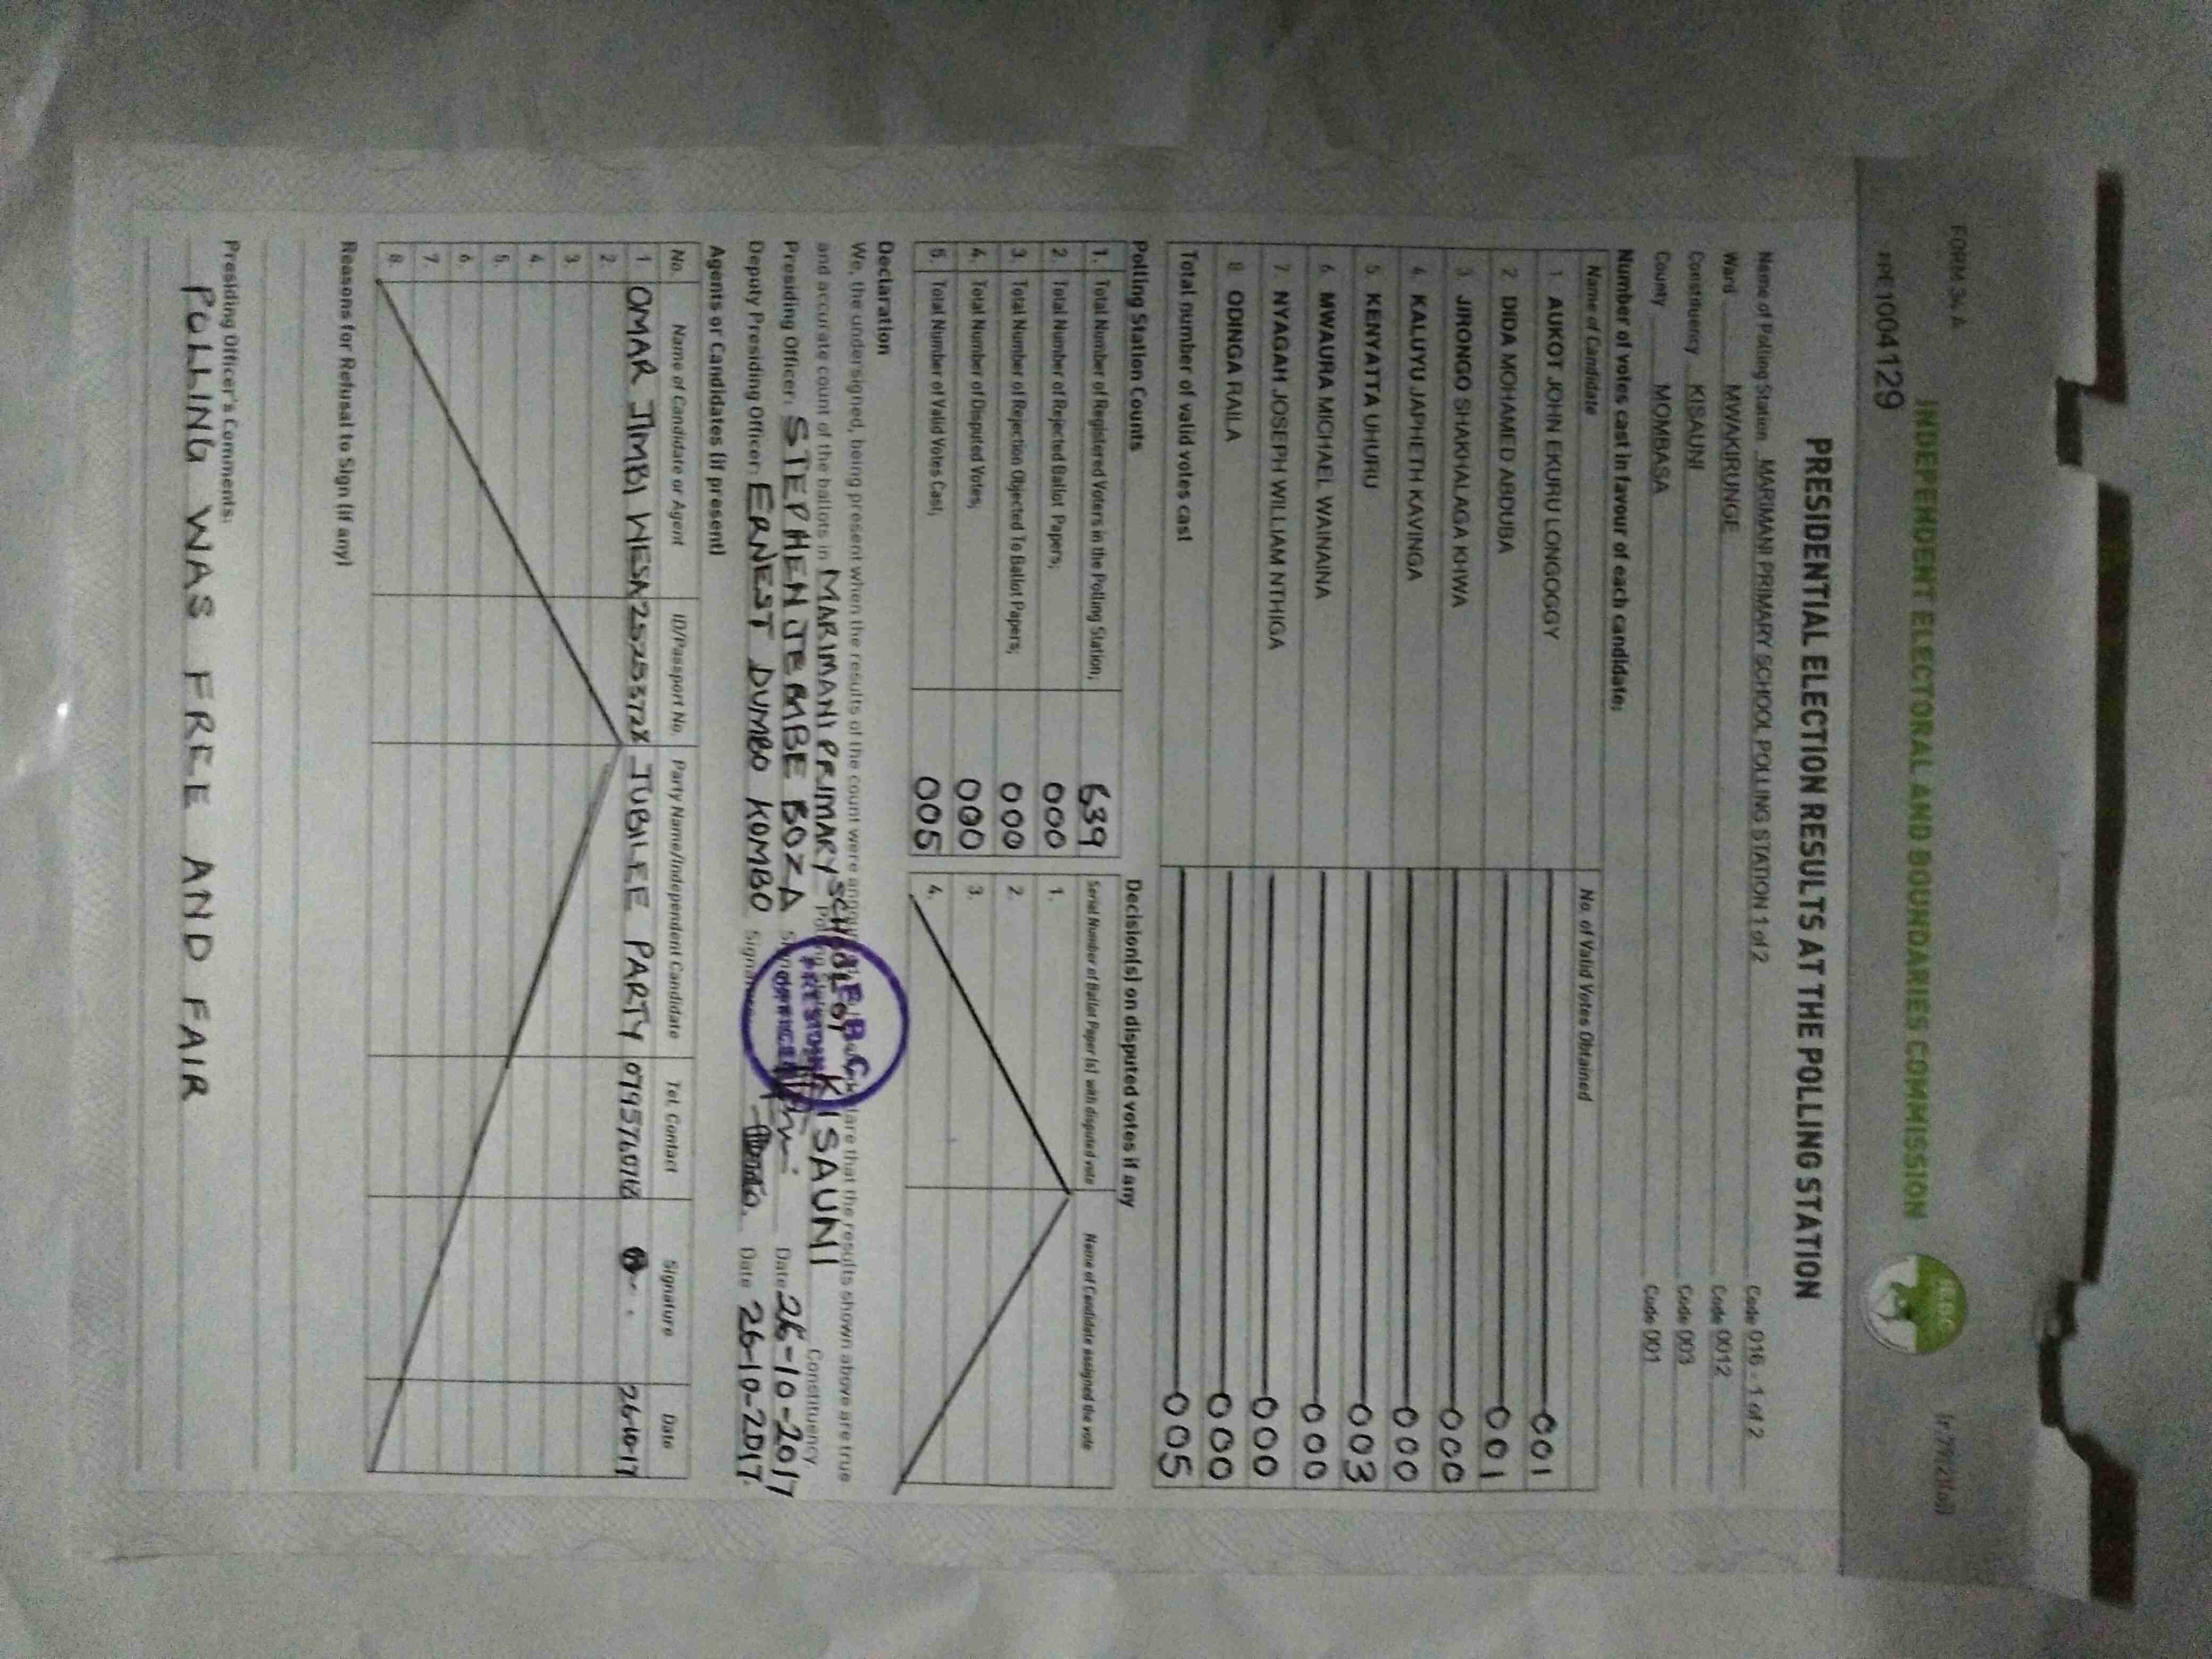 FORM 34 A
INDEPENDENT ELECTORAL AND BOUNDARIES COMMISSION
1004129
IEBC
PRESIDENTIAL ELECTION RESULTS AT THE POLLING STATION
Name of Polling Station MARIMANI PRIMARY SCHOOL POLLING STATION 1 of 2 Code 016 - 1 of 2
Ward MWAKIRUNGE Code 0012
Constituency KISAUNI Code 003
County MOMBASA Code 001
Number of votes cast in favour of each candidate:
Name of Candidate No. of Valid Votes Obtained
1 AUKOT JOHN EKURU LONGOGGY 001
2 DIDA MOHAMED ABDUBA 001
3 JIRONGO SHAKHALAGA KHWA 000
4 KALUYU JAPHETH KAVINGA 000
5 KENYATTA UHURU 003
6 MWAURA MICHAEL WAINAINA 000
7 NYAGAH JOSEPH WILLIAM NTHIGA 000
8 ODINGA RAILA 000
Total number of valid votes cast 005
Polling Station Counts
1. Total Number of Registered Voters in the Polling Station; 639
2. Total Number of Rejected Ballot Papers; 000
3. Total Number of Rejection Objected To Ballot Papers; 000
4. Total Number of Disputed Votes; 000
5. Total Number of Valid Votes Cast; 005
Decision(s) on disputed votes if any
Serial Number of Ballot Paper (s) with disputed vote Name of Candidate assigned the vote
1.
2.
3.
4.
Declaration
We, the undersigned, being present when the results of the count were declare that the results shown above are true
and accurate count of the ballots in MARIMANI PRIMARY SCHOOL KISAUNI Constituency.
Presiding Officer: STEPHEN JEMBE BOZA Date 26-10-2017
Deputy Presiding Officer: ERNEST DUMBO KOMBO Signature Date 26-10-2017
IEBC
PRESIDING
OFFICER
Agents or Candidates (if present)
No. Name of Candidate or Agent ID/Passport No. Party Name/Independent Candidate Tel. Contact Signature Date
1 OMAR JIMBI JUBILEE PARTY 26-10-17
2.
3.
4.
5.
6.
7.
8.
Reasons for Refusal to Sign (if any)
Presiding Officer's Comments:
POLLING WAS FREE AND FAIR